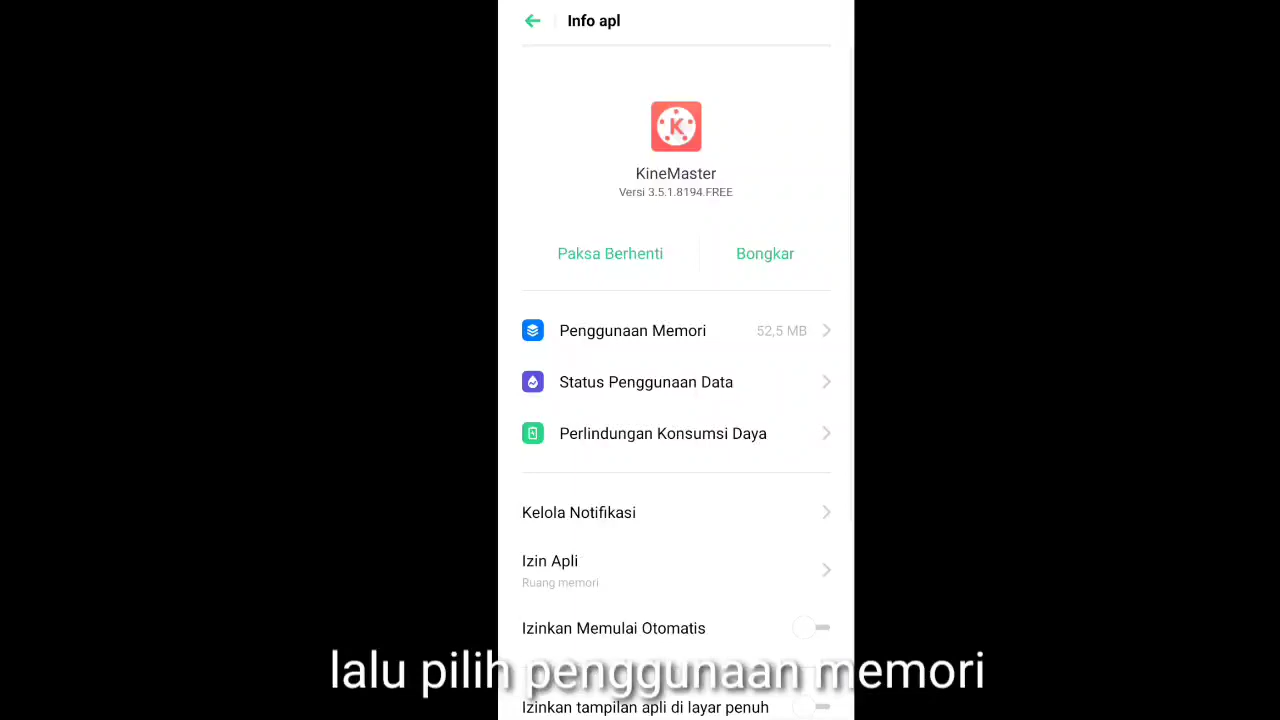 Info apl
K
KineMaster
Versi 3.5.1.8194.FREE
Paksa Berhenti
Bongkar
Penggunaan Memori
52,5 MB
Status Penggunaan Data
Perlindungan Konsumsi Daya
Kelola Notifikasi
Izin Apli
Ruang memori
Izinkan Memulai Otomatis
lalu pilih penggunaan memori
Izinkan tampilan apli di layar penuh